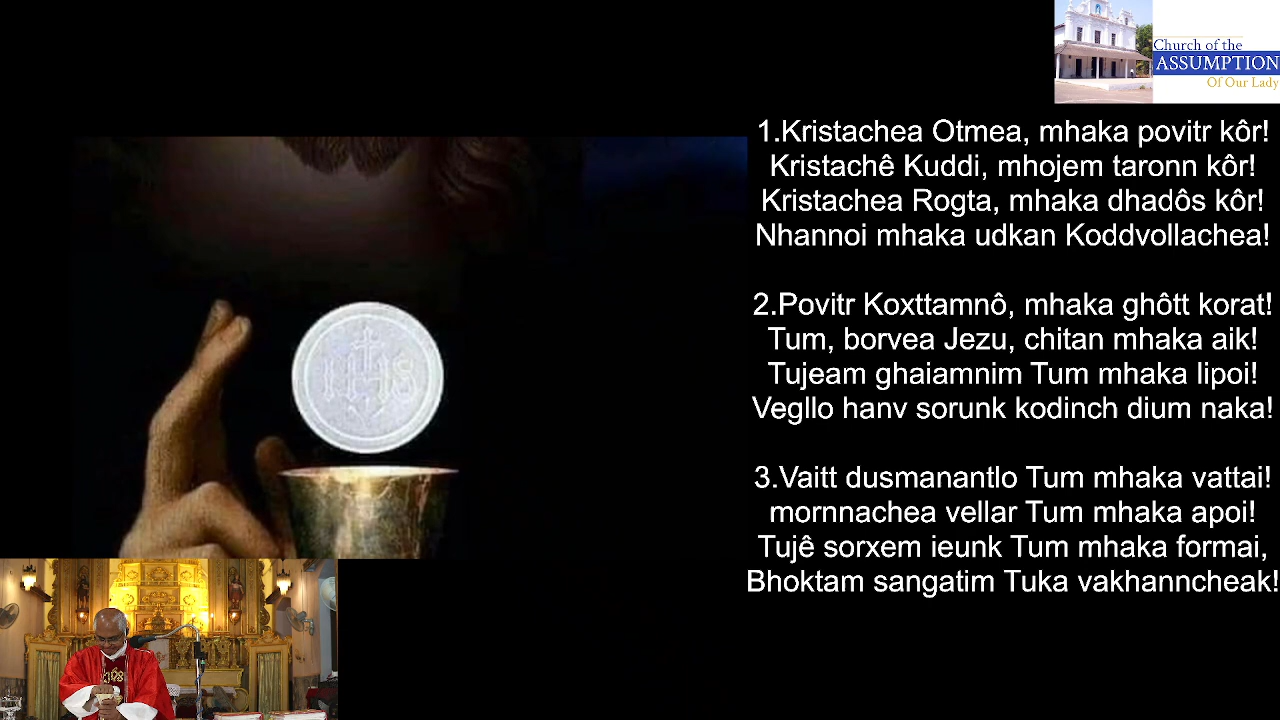 Church of the
ASSUMPTION
Of Our Lady
1.Kristachea Otmea, mhaka povitr kôr!
Kristachê Kuddi, mhojem taronn kôr!
Kristachea Rogta, mhaka dhadôs kôr!
Nhannoi mhaka udkan Koddvollachea!
2.Povitr Koxttamnô, mhaka ghôtt korat!
Tum, borvea Jezu, chitan mhaka aik!
Tujeam ghaiamnim Tum mhaka lipoi!
Vegllo hanv sorunk kodinch dium naka!
3.Vaitt dusmanantlo Tum mhaka vattai!
mornnachea vellar Tum mhaka apoi!
Tujê sorxem ieunk Tum mhaka formai,
Bhoktam sangatim Tuka vakhanncheak!
IHS